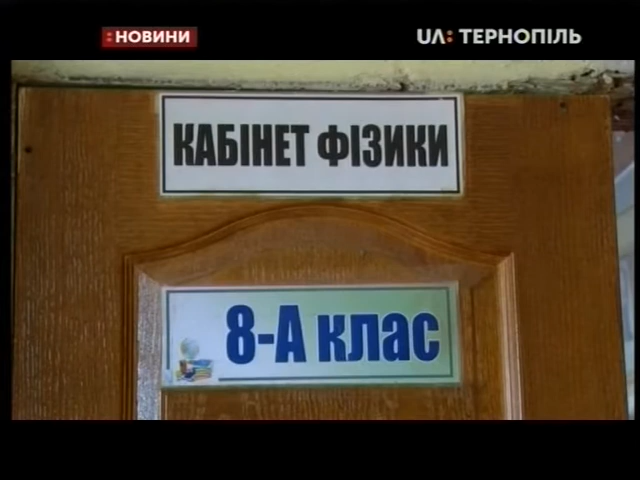 :НОВИНИ
UA: ТЕРНОПІЛЬ
КАБІНЕТ ФІЗИКИ
8-А клас